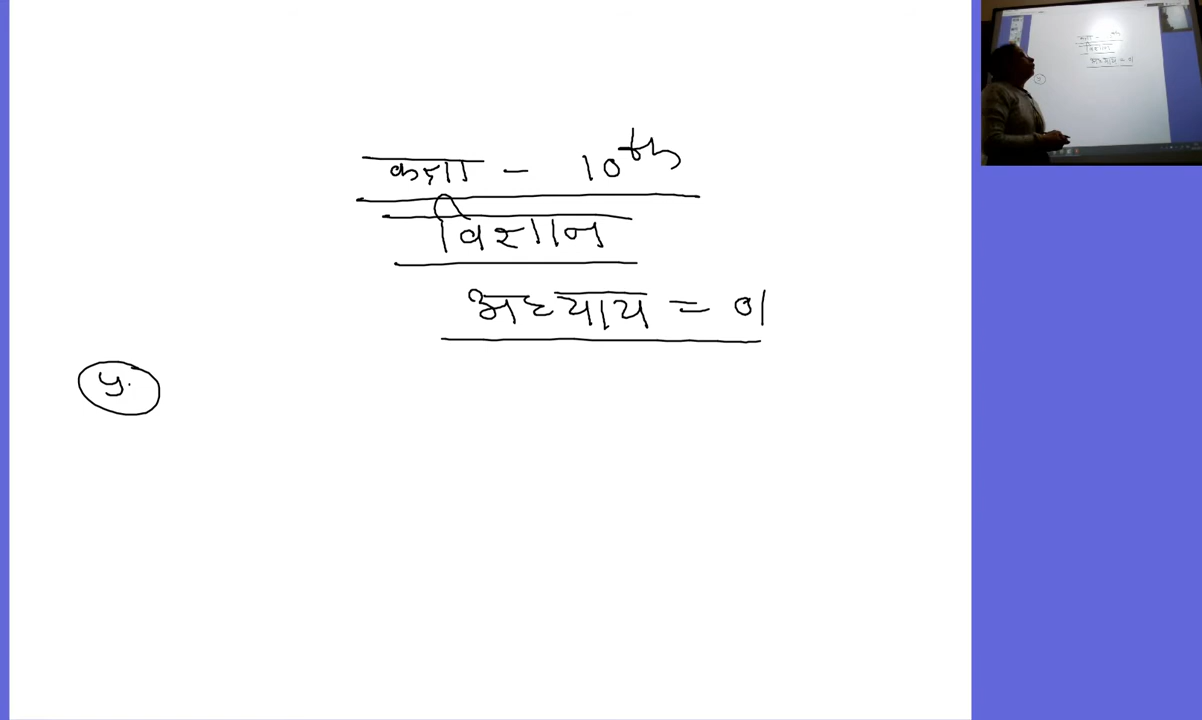 कक्षा - 10th
विज्ञान
अध्याय = 01